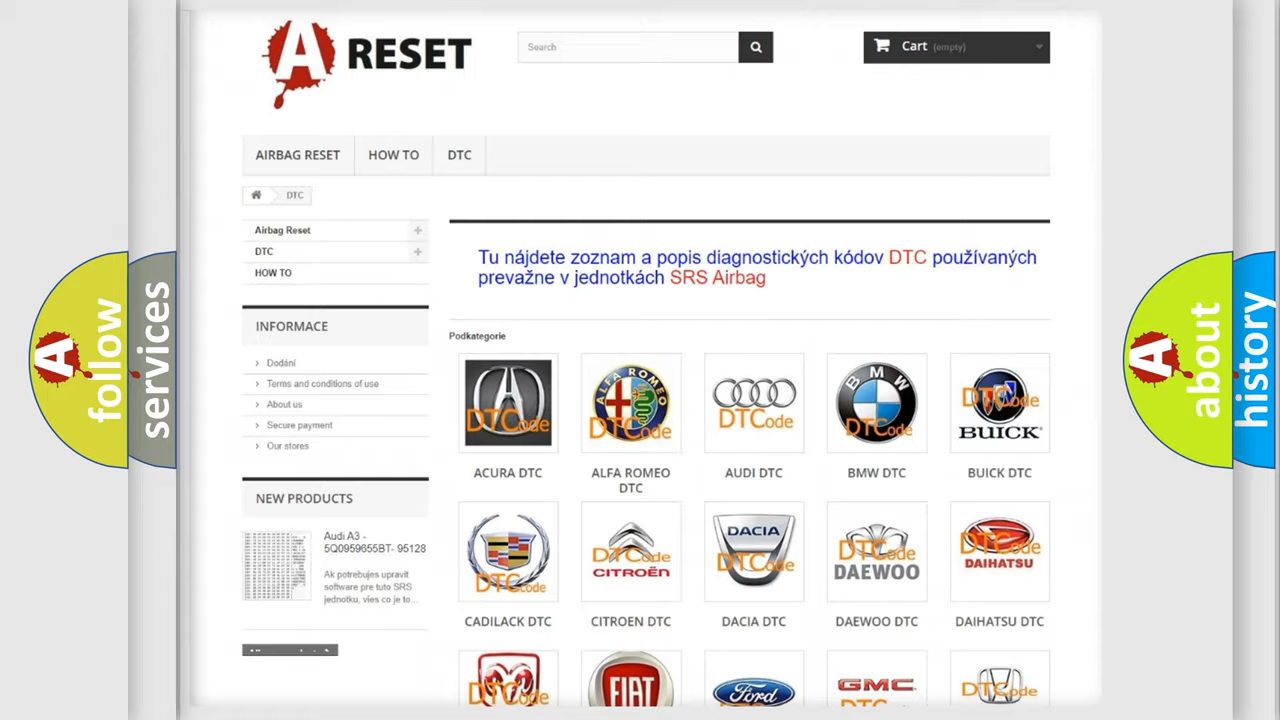 A RESET
Search
Cart (empty)
AIRBAG RESET
HOW TO
DTC
DTC
Airbag Reset
DTC
HOW TO
INFORMACE
Dodání
Terms and conditions of use
About us
Secure payment
Our stores
NEW PRODUCTS
Audi A3 -
5Q0959655BT- 95128
Ak potrebujes upravit
software pre tuto SRS
jednotku, vies co je to...
Tu nájdete zoznam a popis diagnostických kódov DTC používaných
prevažne v jednotkách SRS Airbag
Podkategorie
DTCode
ALFA ROMEO
DTCode
DTCode
BMW
DTCode
DTCode
BUICK
ACURA DTC
ALFA ROMEO
DTC
AUDI DTC
BMW DTC
BUICK DTC
DTCode
DTCode
CITROËN
DACIA
DTCode
DTCode
DAEWOO
DTCode
DAIHATSU
CADILACK DTC
CITROEN DTC
DACIA DTC
DAEWOO DTC
DAIHATSU DTC
DTCode
FIAT
Ford
DTCode
GMC
DTCode
A follow
services
A about
history